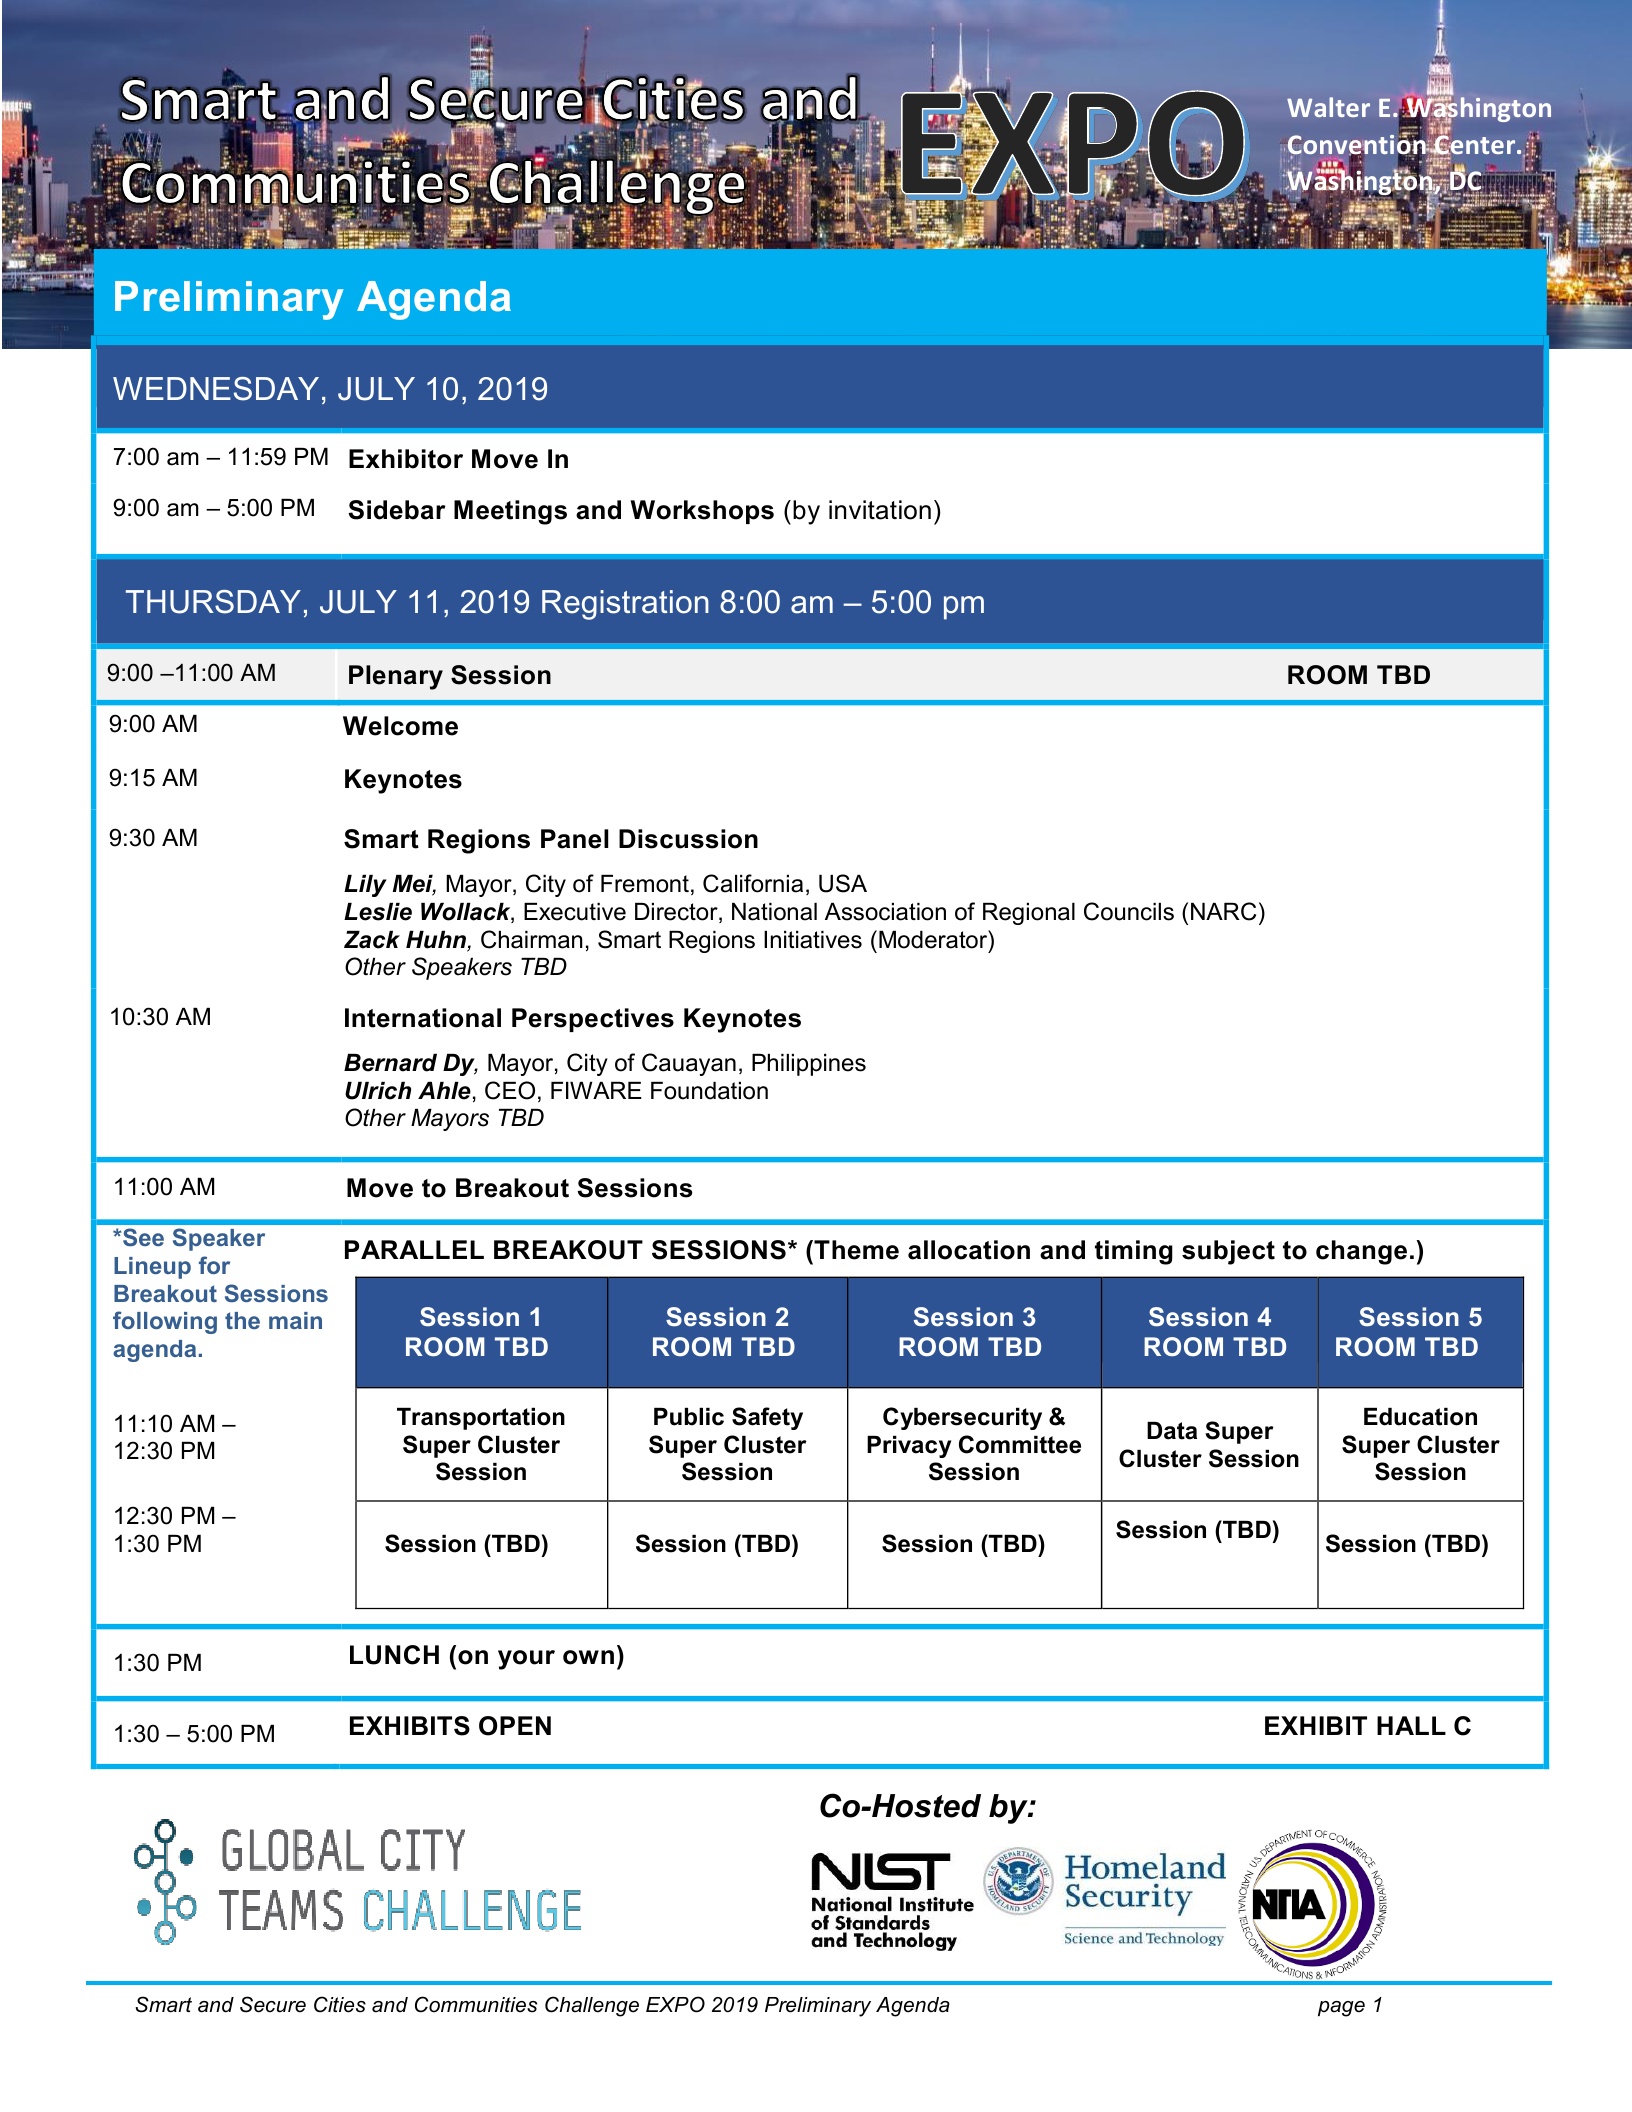 Smart and Secure Cities and
Communities Challenge
EXPO
Walter E. Washington
Convention Center.
Washington, DC
Preliminary Agenda
WEDNESDAY, JULY 10, 2019
7:00 am – 11:59 PM Exhibitor Move In
9:00 am – 5:00 PM Sidebar Meetings and Workshops (by invitation)
THURSDAY, JULY 11, 2019 Registration 8:00 am – 5:00 pm
9:00 –11:00 AM Plenary Session ROOM TBD
9:00 AM Welcome
9:15 AM Keynotes
9:30 AM Smart Regions Panel Discussion
Lily Mei, Mayor, City of Fremont, California, USA
Leslie Wollack, Executive Director, National Association of Regional Councils (NARC)
Zack Huhn, Chairman, Smart Regions Initiatives (Moderator)
Other Speakers TBD
10:30 AM International Perspectives Keynotes
Bernard Dy, Mayor, City of Cauayan, Philippines
Ulrich Ahle, CEO, FIWARE Foundation
Other Mayors TBD
11:00 AM Move to Breakout Sessions
*See Speaker
Lineup for
Breakout Sessions
following the main
agenda.
PARALLEL BREAKOUT SESSIONS* (Theme allocation and timing subject to change.)
Session 1
ROOM TBD
Session 2
ROOM TBD
Session 3
ROOM TBD
Session 4
ROOM TBD
Session 5
ROOM TBD
11:10 AM –
12:30 PM
Transportation
Super Cluster
Session
Public Safety
Super Cluster
Session
Cybersecurity &
Privacy Committee
Session
Data Super
Cluster Session
Education
Super Cluster
Session
12:30 PM –
1:30 PM
Session (TBD)
Session (TBD)
Session (TBD)
Session (TBD)
Session (TBD)
1:30 PM LUNCH (on your own)
1:30 – 5:00 PM EXHIBITS OPEN EXHIBIT HALL C
Co-Hosted by:
GLOBAL CITY
TEAMS CHALLENGE
NIST
National Institute
of Standards
and Technology
U.S. DEPARTMENT OF
HOMELAND SECURITY
Homeland
Security
Science and Technology
U.S. DEPARTMENT OF COMMERCE
NATIONAL TELECOMMUNICATIONS & INFORMATION ADMINISTRATION
NTIA
Smart and Secure Cities and Communities Challenge EXPO 2019 Preliminary Agenda page 1